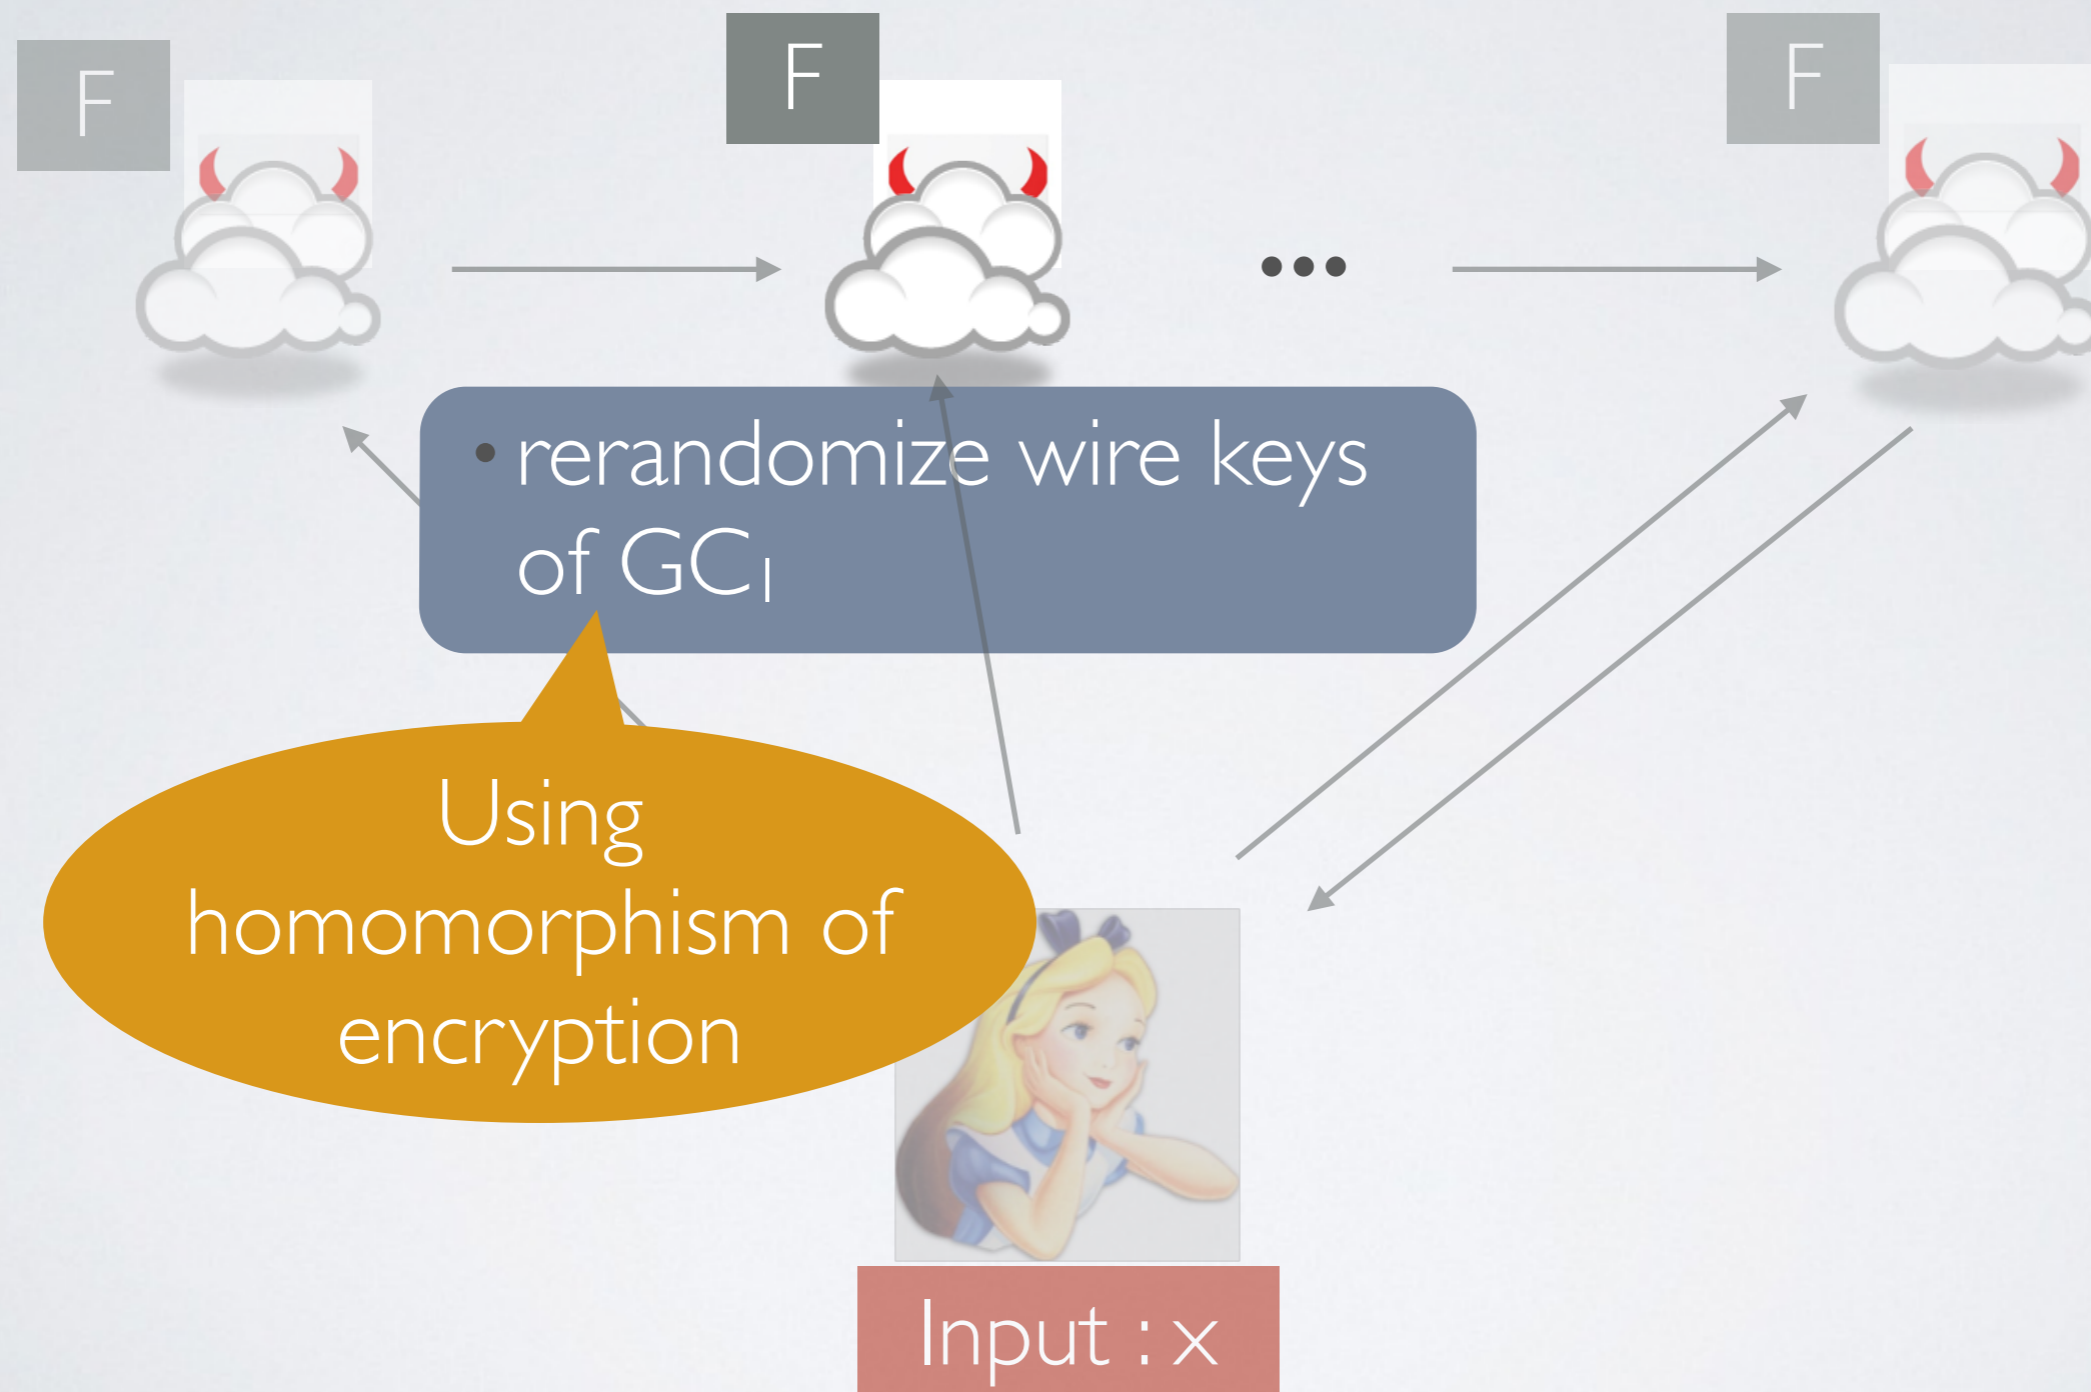 F
F
F
• rerandomize wire keys
of GC₁
Using
homomorphism of
encryption
Input : x